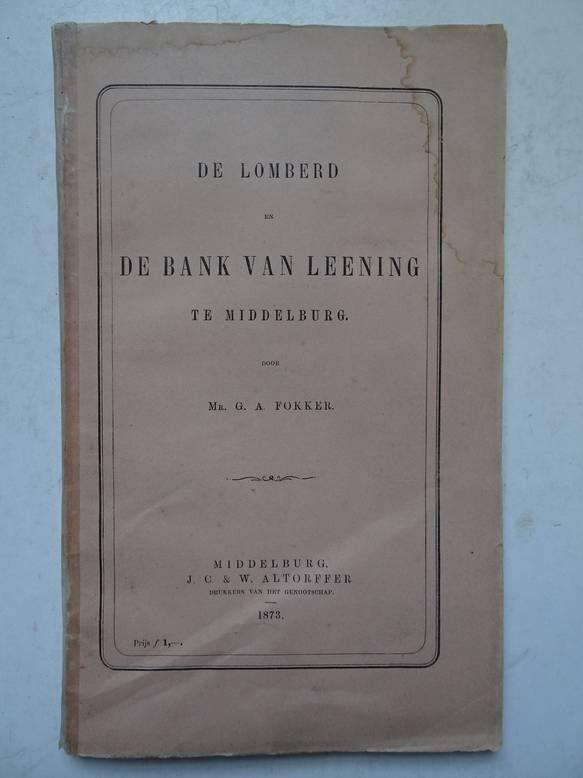 DE LOMBERD
EN
DE BANK VAN LEENING
TE MIDDELBURG.
DOOR
MR. G. A. FOKKER.
MIDDELBURG,
J. C & W. ALTORFFER
DRUKKERS VAN HET GENOOTSCHAP.
1873.
Prijs ƒ 1,—.